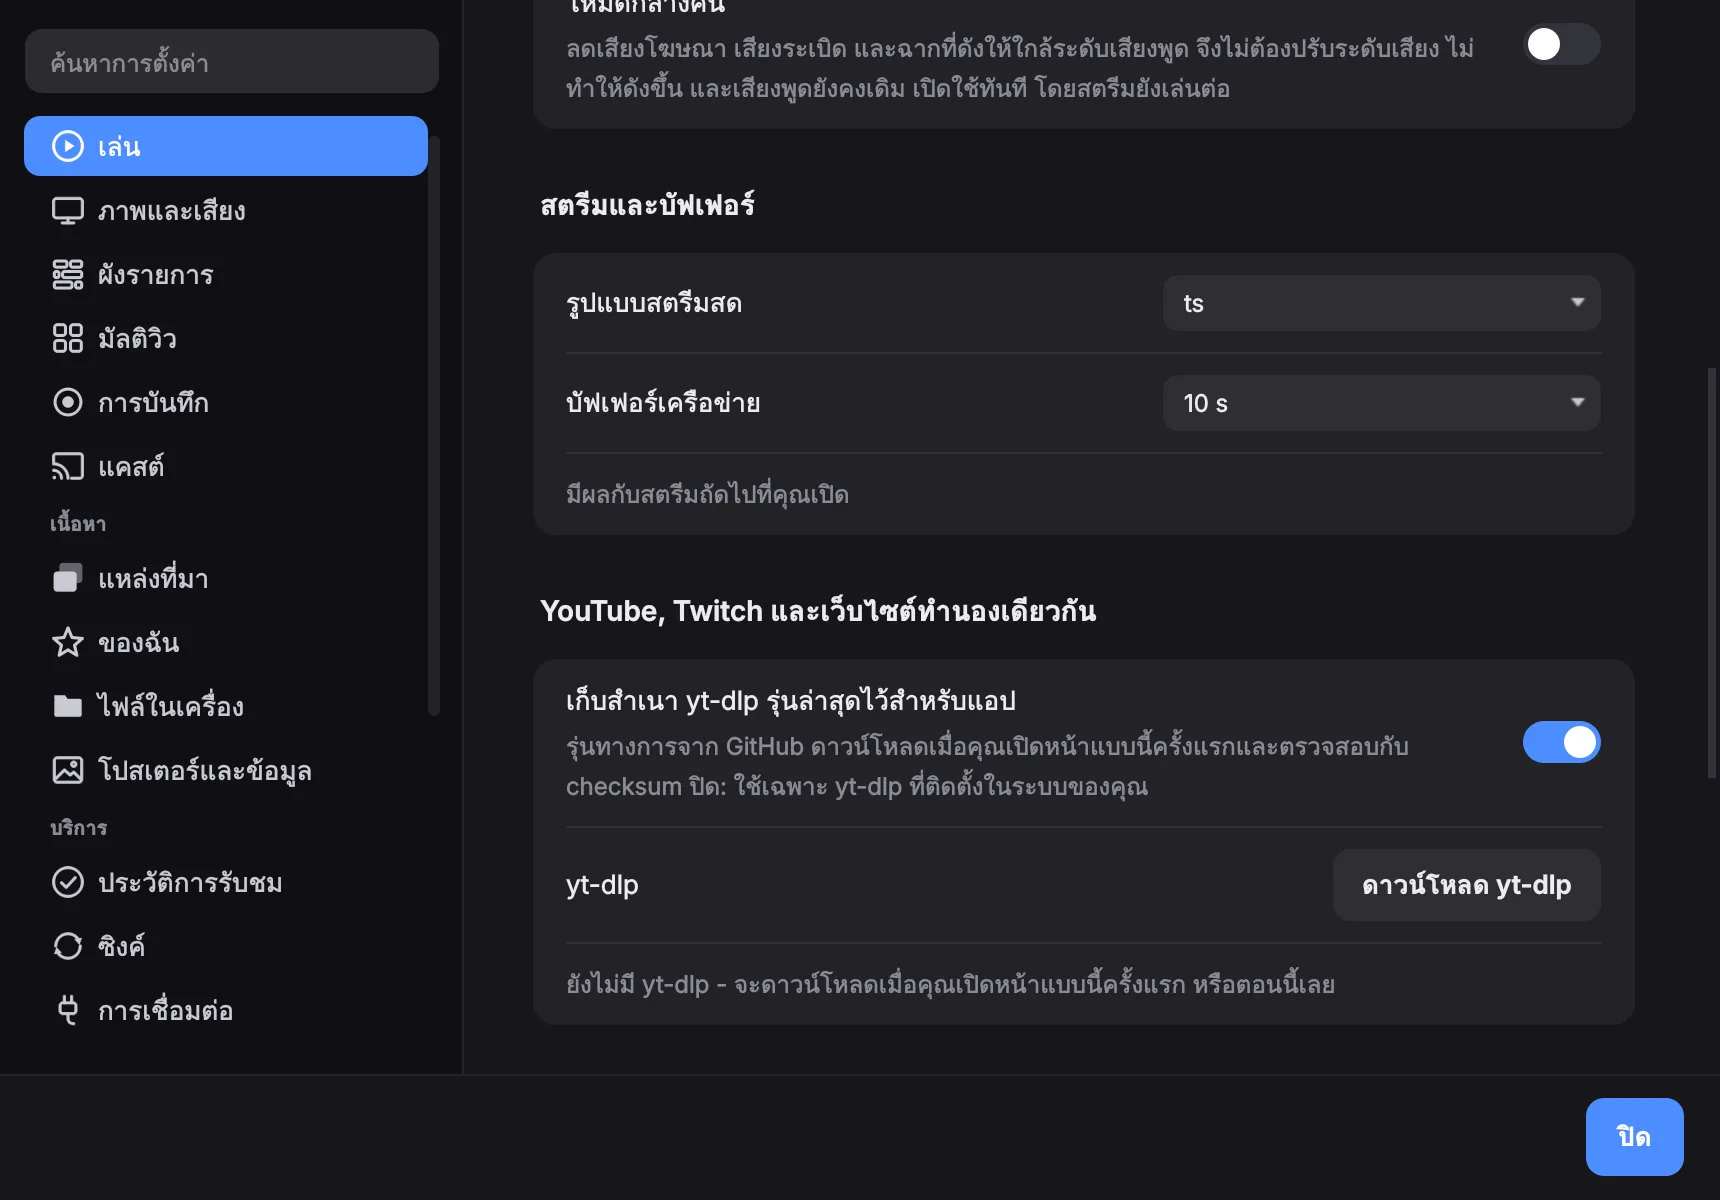 ค้นหาการตั้งค่า
เล่น
ภาพและเสียง
ผังรายการ
มัลติวิว
การบันทึก
แคสต์
เนื้อหา
แหล่งที่มา
ของฉัน
ไฟล์ในเครื่อง
โปสเตอร์และข้อมูล
บริการ
ประวัติการรับชม
ซิงค์
การเชื่อมต่อ
โหมดกลางคืน
ลดเสียงโฆษณา เสียงระเบิด และฉากที่ดังให้ใกล้ระดับเสียงพูด จึงไม่ต้องปรับระดับเสียง ไม่
ทำให้ดังขึ้น และเสียงพูดยังคงเดิม เปิดใช้ทันที โดยสตรีมยังเล่นต่อ
สตรีมและบัฟเฟอร์
รูปแบบสตรีมสด
ts
บัฟเฟอร์เครือข่าย
10 s
มีผลกับสตรีมถัดไปที่คุณเปิด
YouTube, Twitch และเว็บไซต์ทำนองเดียวกัน
เก็บสำเนา yt-dlp รุ่นล่าสุดไว้สำหรับแอป
รุ่นทางการจาก GitHub ดาวน์โหลดเมื่อคุณเปิดหน้าแบบนี้ครั้งแรกและตรวจสอบกับ
checksum ปิด: ใช้เฉพาะ yt-dlp ที่ติดตั้งในระบบของคุณ
yt-dlp
ดาวน์โหลด yt-dlp
ยังไม่มี yt-dlp - จะดาวน์โหลดเมื่อคุณเปิดหน้าแบบนี้ครั้งแรก หรือตอนนี้เลย
ปิด